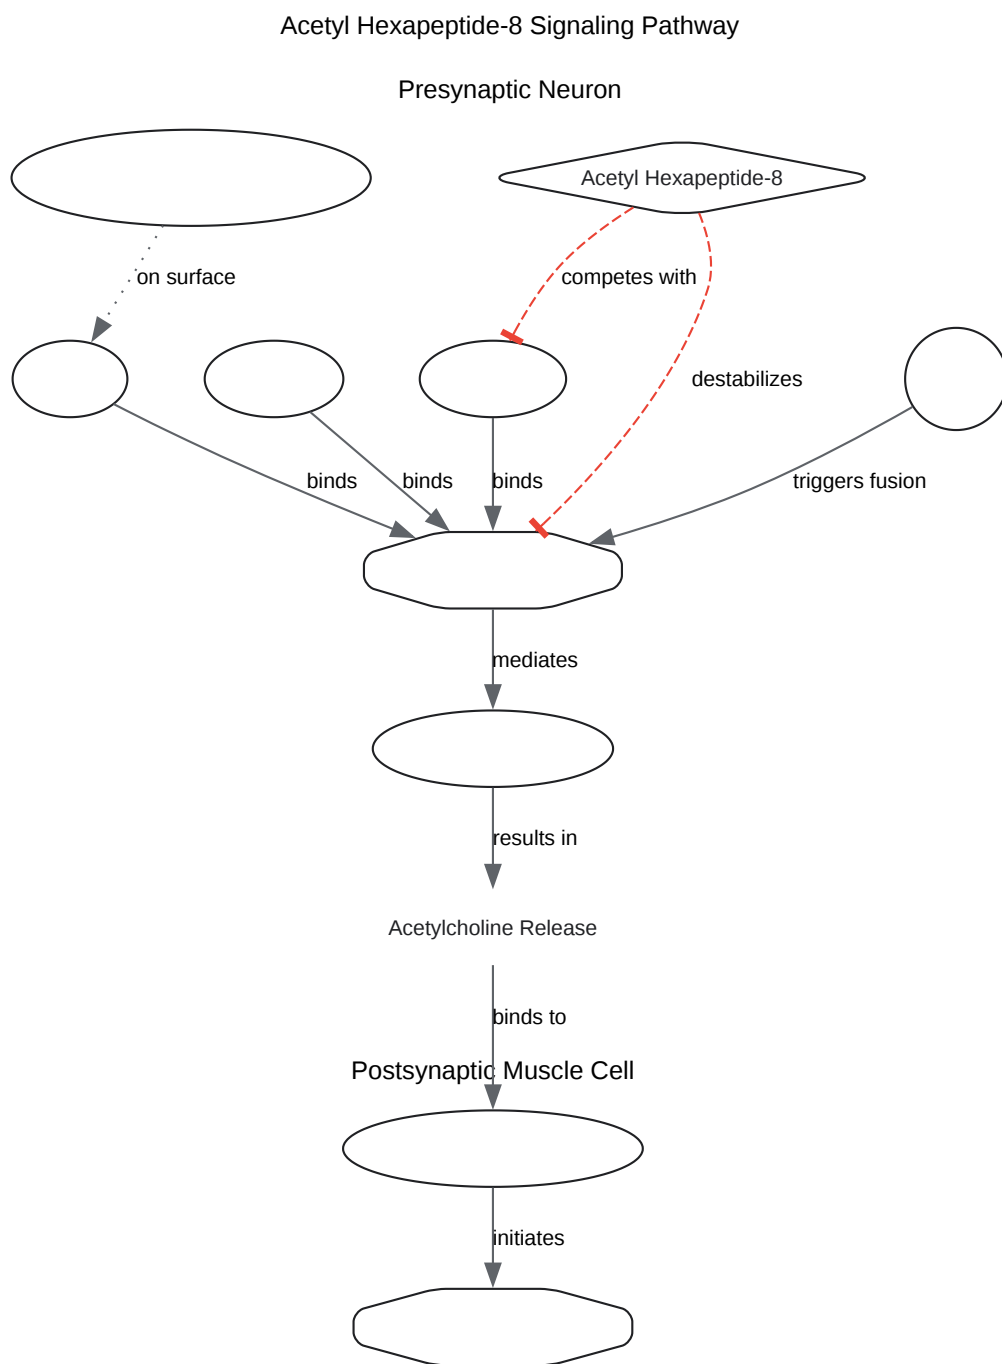 Acetyl Hexapeptide-8 Signaling Pathway
Presynaptic Neuron
Acetyl Hexapeptide-8
on surface
competes with
destabilizes
binds
binds
binds
triggers fusion
mediates
results in
Acetylcholine Release
binds to
Postsynaptic Muscle Cell
initiates